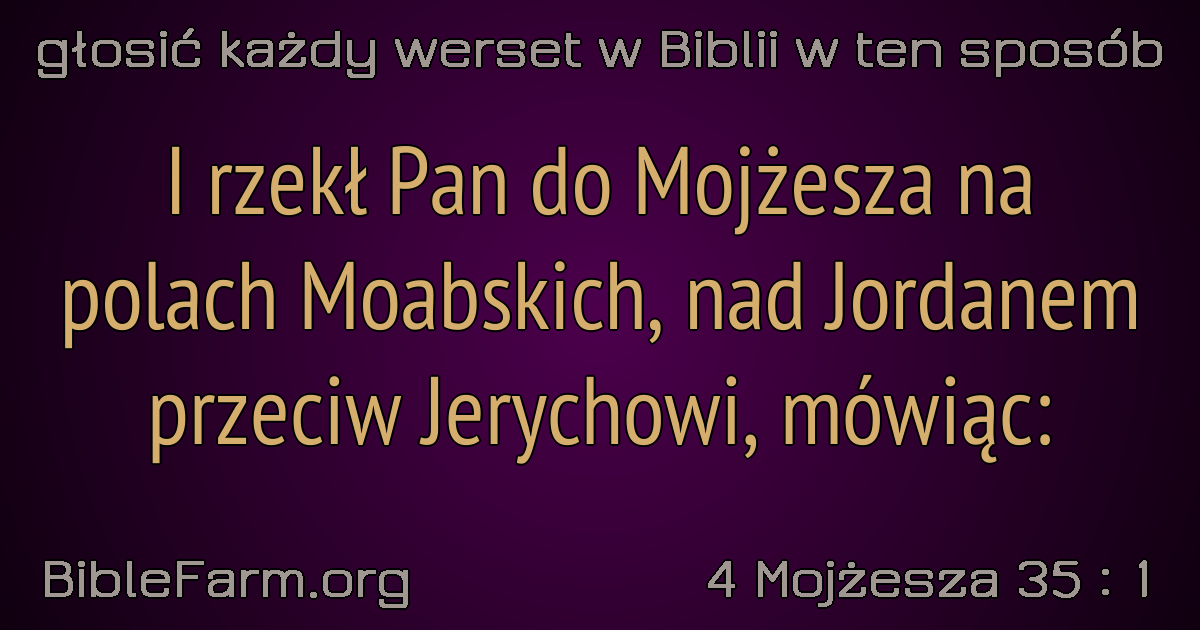 głosić każdy werset w Biblii w ten sposób
I rzekł Pan do Mojżesza na
polach Moabskich, nad Jordanem
przeciw Jerychowi, mówiąc:
BibleFarm.org
4 Mojżesza 35 : 1